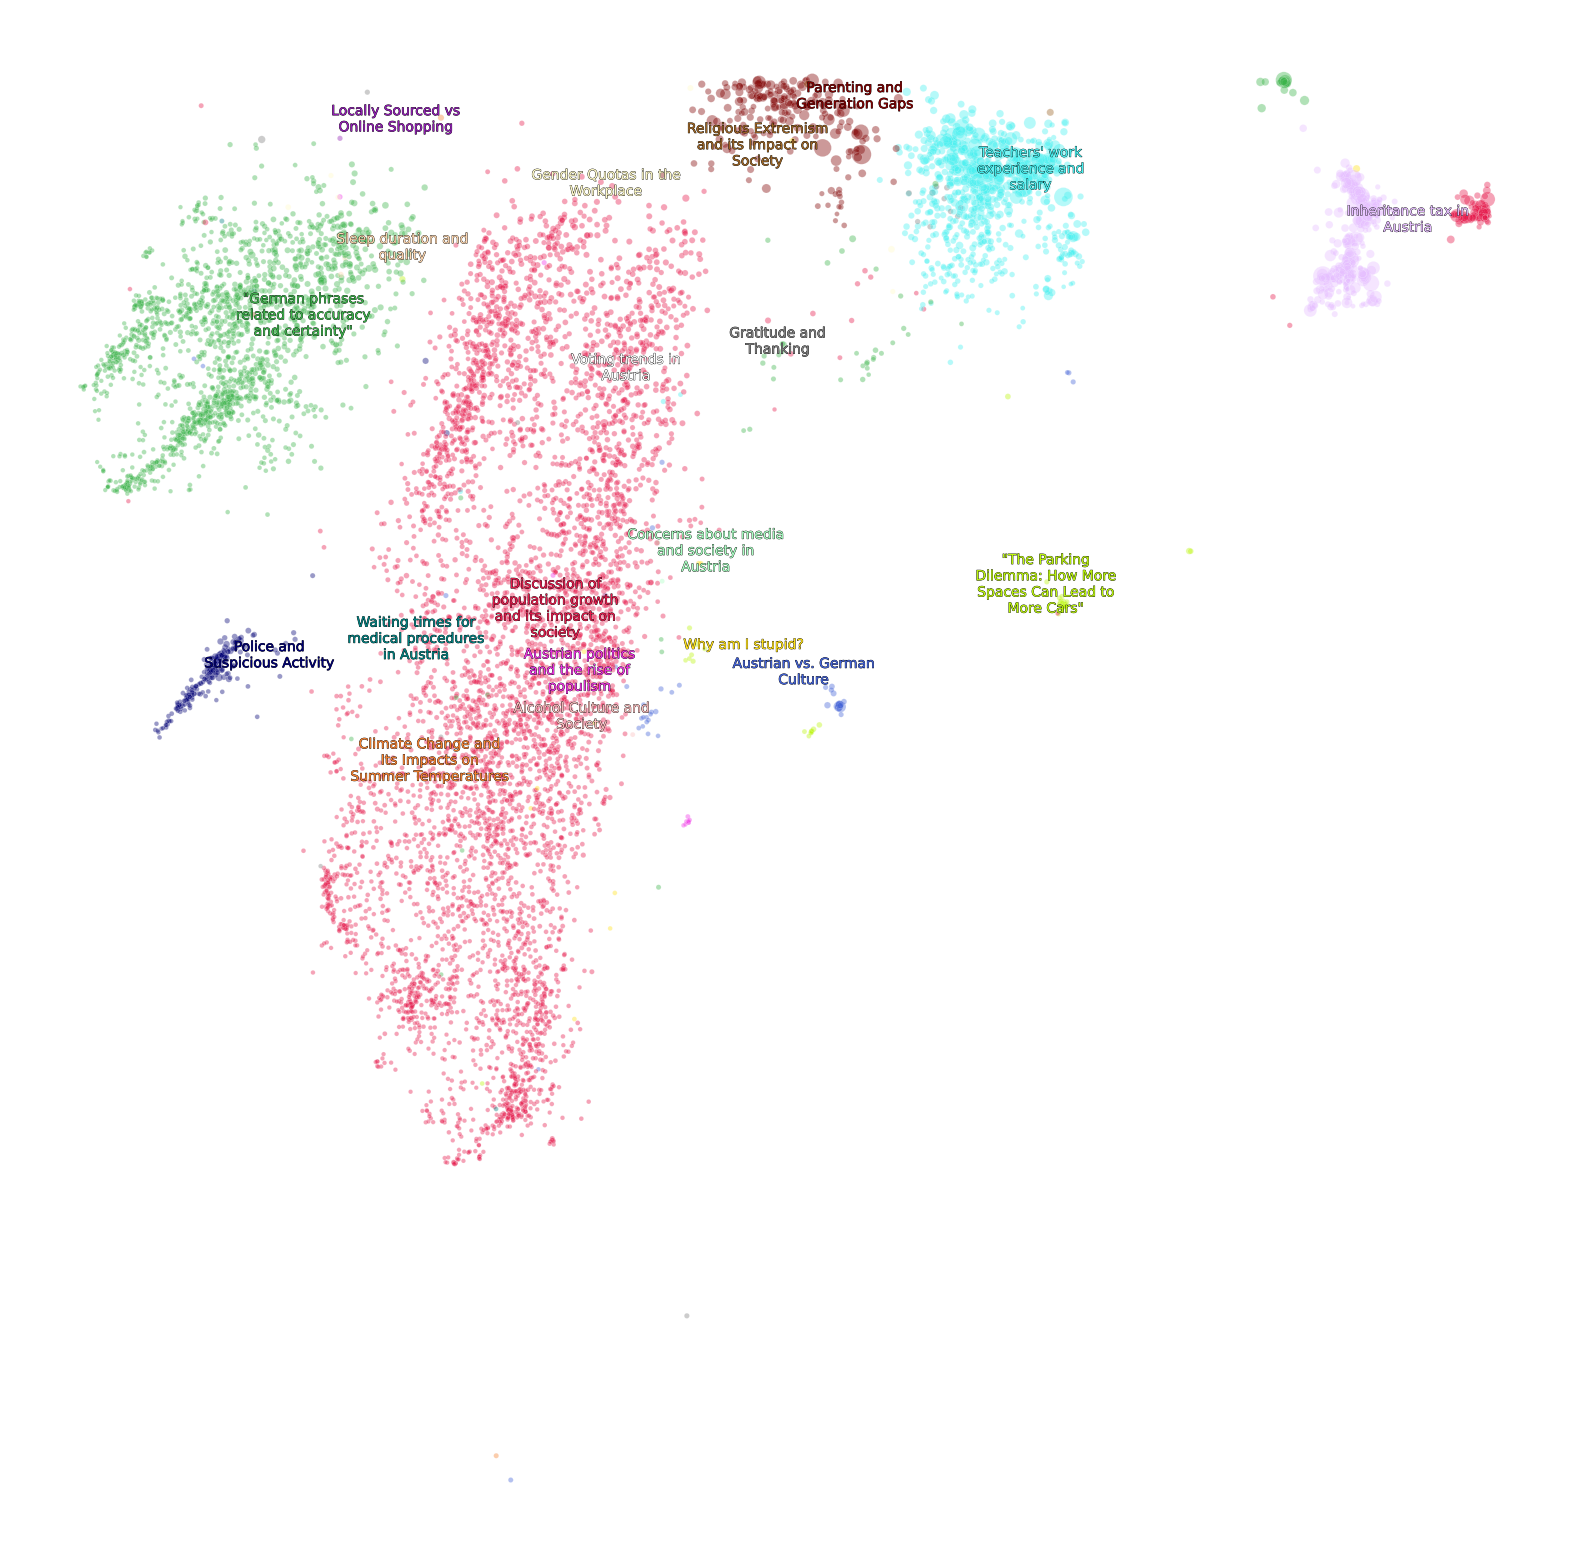 Locally Sourced vs
Online Shopping
Parenting and
Generation Gaps
Religious Extremism
and its Impact on
Society
Teachers' work
experience and
salary
Gender Quotas in the
Workplace
Inheritance tax in
Austria
Sleep duration and
quality
"German phrases
related to accuracy
and certainty"
Gratitude and
Thanking
Voting trends in
Austria
Concerns about media
and society in
Austria
"The Parking
Dilemma: How More
Spaces Can Lead to
More Cars"
Discussion of
population growth
and its impact on
society
Waiting times for
medical procedures
in Austria
Police and
Suspicious Activity
Why am I stupid?
Austrian politics
and the rise of
populism
Austrian vs. German
Culture
Alcohol Culture and
Society
Climate Change and
its Impacts on
Summer Temperatures